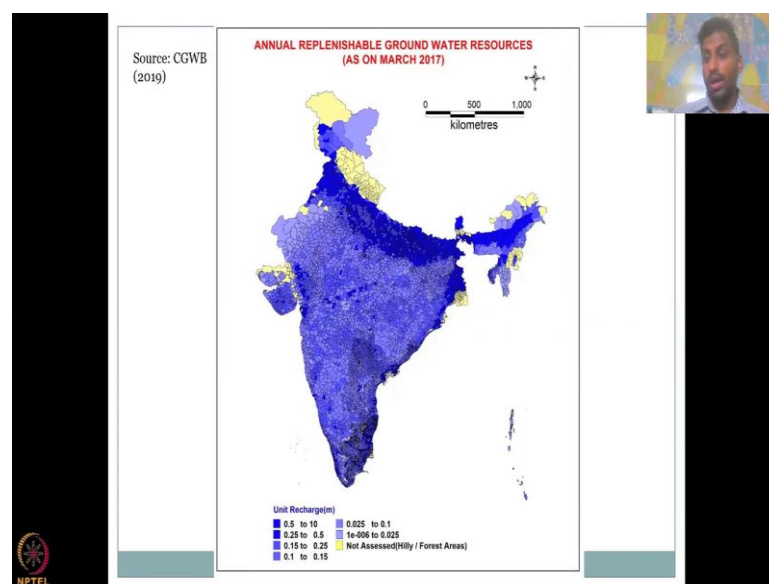 Source: CGWB
(2019)
ANNUAL REPLENISHABLE GROUND WATER RESOURCES
(AS ON MARCH 2017)
0 500 1,000
kilometres
Unit Recharge(m)
0.5 to 10
0.25 to 0.5
0.15 to 0.25
0.1 to 0.15
0.025 to 0.1
1e-006 to 0.025
Not Assessed(Hilly / Forest Areas)
NPTEL